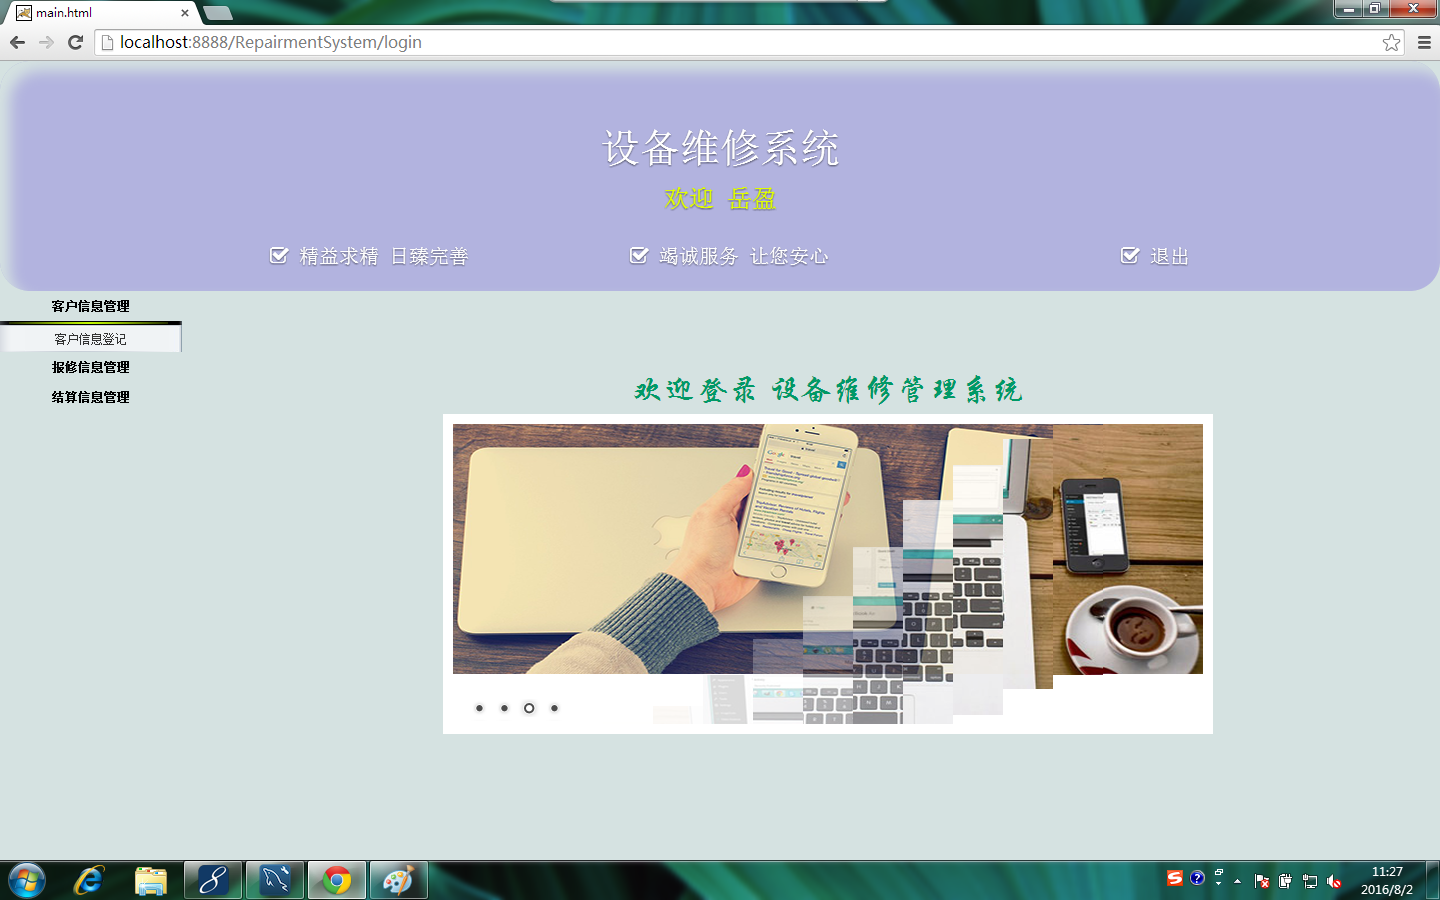 main.html
localhost:8888/RepairmentSystem/login
设备维修系统
欢迎 岳盈
精益求精 日臻完善
竭诚服务 让您安心
退出
客户信息管理
客户信息登记
报修信息管理
结算信息管理
欢迎登录 设备维修管理系统
Google
11:27
2016/8/2